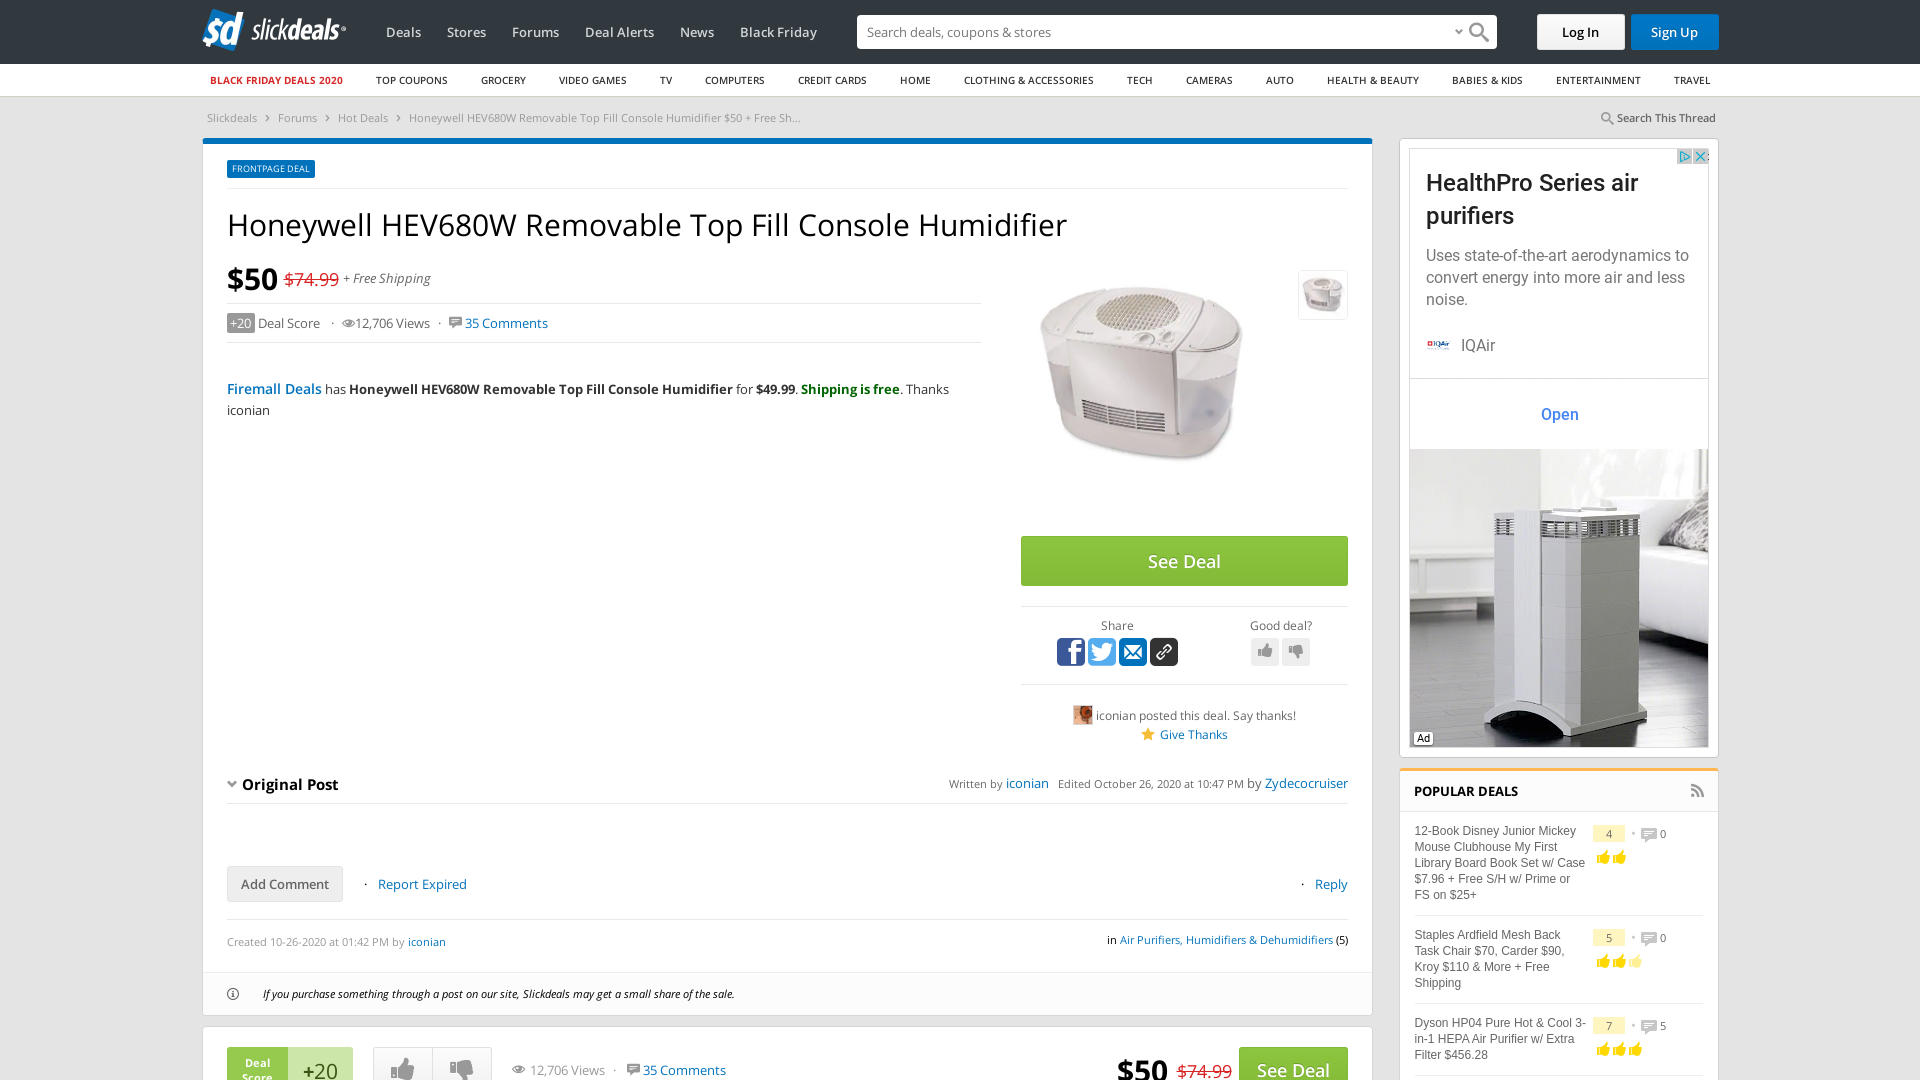 slickdeals
Deals
Stores
Forums
Deal Alerts
News
Black Friday
Search deals, coupons & stores
Log In
Sign Up
BLACK FRIDAY DEALS 2020
TOP COUPONS
GROCERY
VIDEO GAMES
TV
COMPUTERS
CREDIT CARDS
HOME
CLOTHING & ACCESSORIES
TECH
CAMERAS
AUTO
HEALTH & BEAUTY
BABIES & KIDS
ENTERTAINMENT
TRAVEL
Slickdeals › Forums › Hot Deals › Honeywell HEV680W Removable Top Fill Console Humidifier $50 + Free Sh...
Search This Thread
FRONTPAGE DEAL
Honeywell HEV680W Removable Top Fill Console Humidifier
$50 $74.99 + Free Shipping
+20 Deal Score · 12,706 Views · 35 Comments
Firemall Deals has Honeywell HEV680W Removable Top Fill Console Humidifier for $49.99. Shipping is free. Thanks
iconian
See Deal
Share
Good deal?
iconian posted this deal. Say thanks!
Give Thanks
Original Post
Written by iconian Edited October 26, 2020 at 10:47 PM by Zydecocruiser
Add Comment
· Report Expired
· Reply
Created 10-26-2020 at 01:42 PM by iconian
in Air Purifiers, Humidifiers & Dehumidifiers (5)
If you purchase something through a post on our site, Slickdeals may get a small share of the sale.
Deal
Score
+20
12,706 Views · 35 Comments
$50 $74.99
See Deal
HealthPro Series air
purifiers
Uses state-of-the-art aerodynamics to
convert energy into more air and less
noise.
IQAir
IQAir
Open
Ad
POPULAR DEALS
12-Book Disney Junior Mickey
Mouse Clubhouse My First
Library Board Book Set w/ Case
$7.96 + Free S/H w/ Prime or
FS on $25+
4 • 0
Staples Ardfield Mesh Back
Task Chair $70, Carder $90,
Kroy $110 & More + Free
Shipping
5 • 0
Dyson HP04 Pure Hot & Cool 3-
in-1 HEPA Air Purifier w/ Extra
Filter $456.28
7 • 5